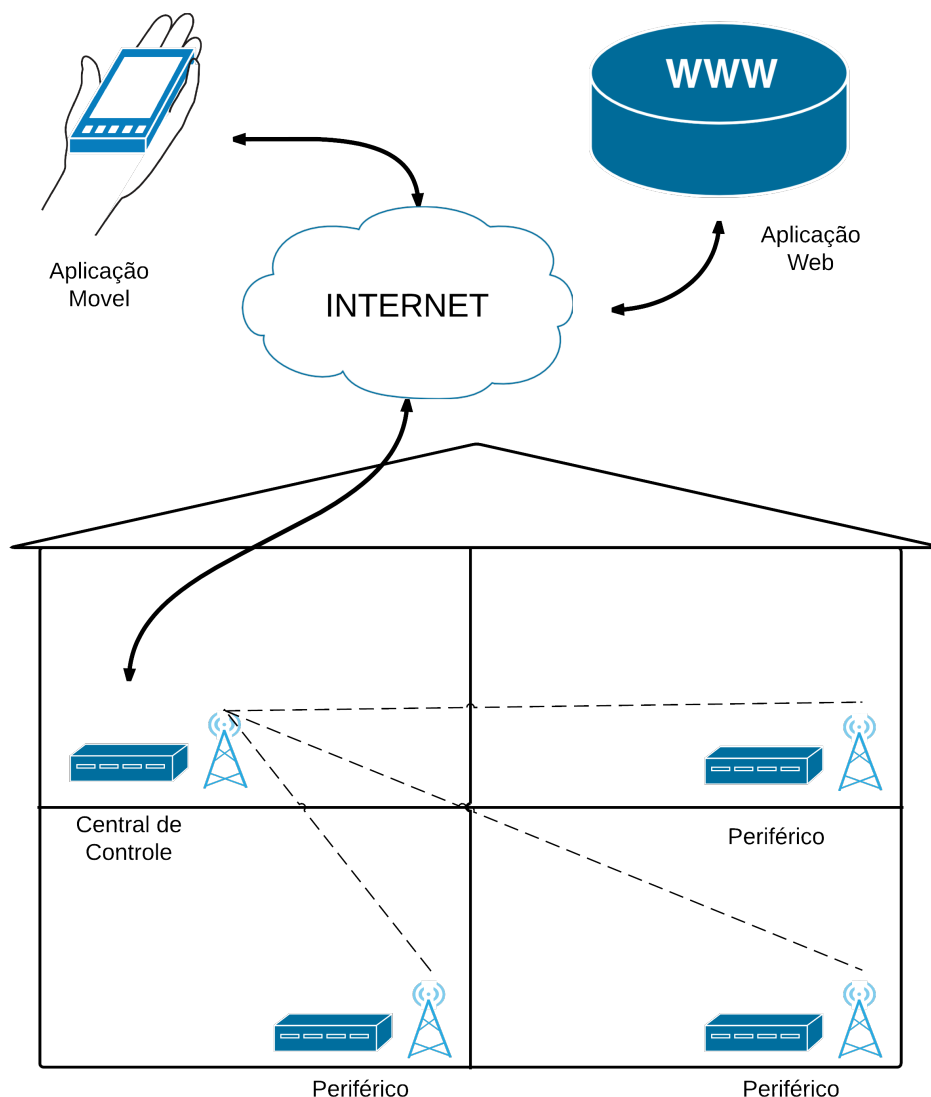 WWW
Aplicação
Web
Aplicação
Movel
INTERNET
Central de
Controle
Periférico
Periférico
Periférico